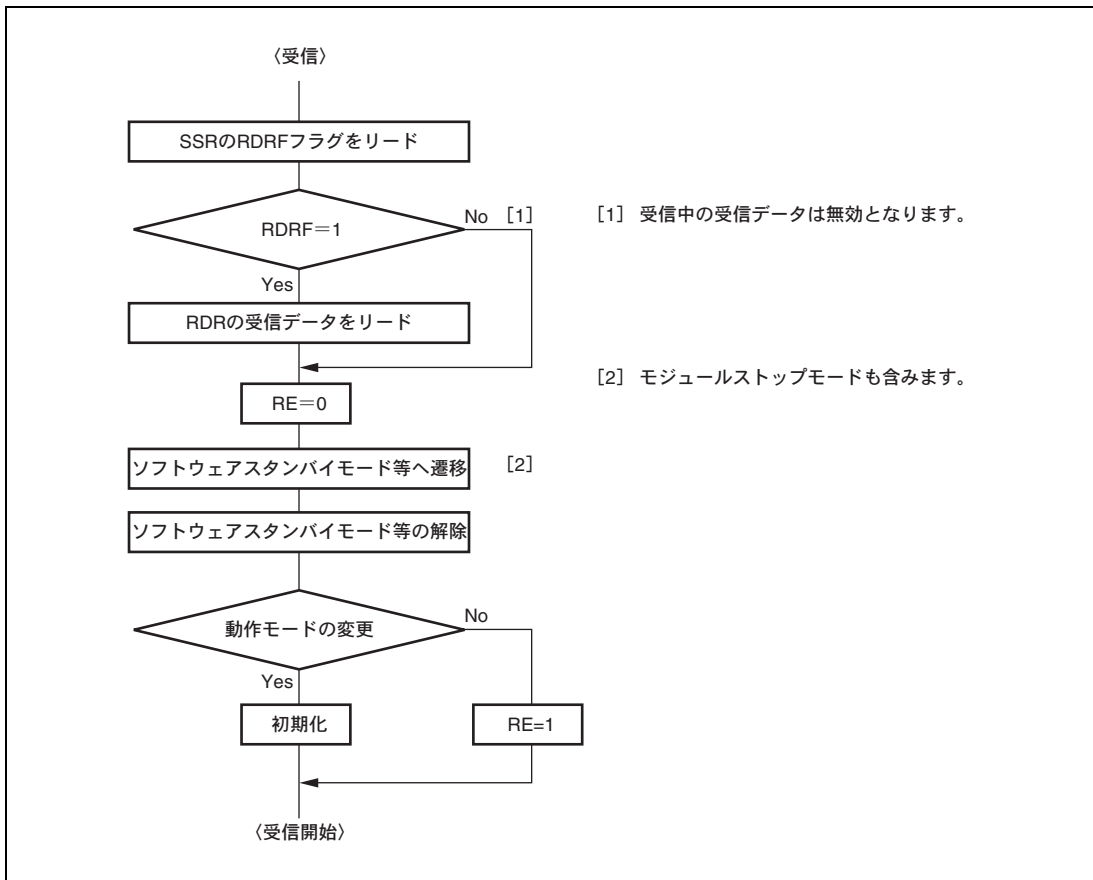 〈受信〉
SSRのRDRFフラグをリード
RDRF＝1
No [1]
[1] 受信中の受信データは無効となります。
Yes
RDRの受信データをリード
[2] モジュールストップモードも含みます。
RE＝0
ソフトウェアスタンバイモード等へ遷移 [2]
ソフトウェアスタンバイモード等の解除
動作モードの変更
No
Yes
初期化
RE=1
〈受信開始〉